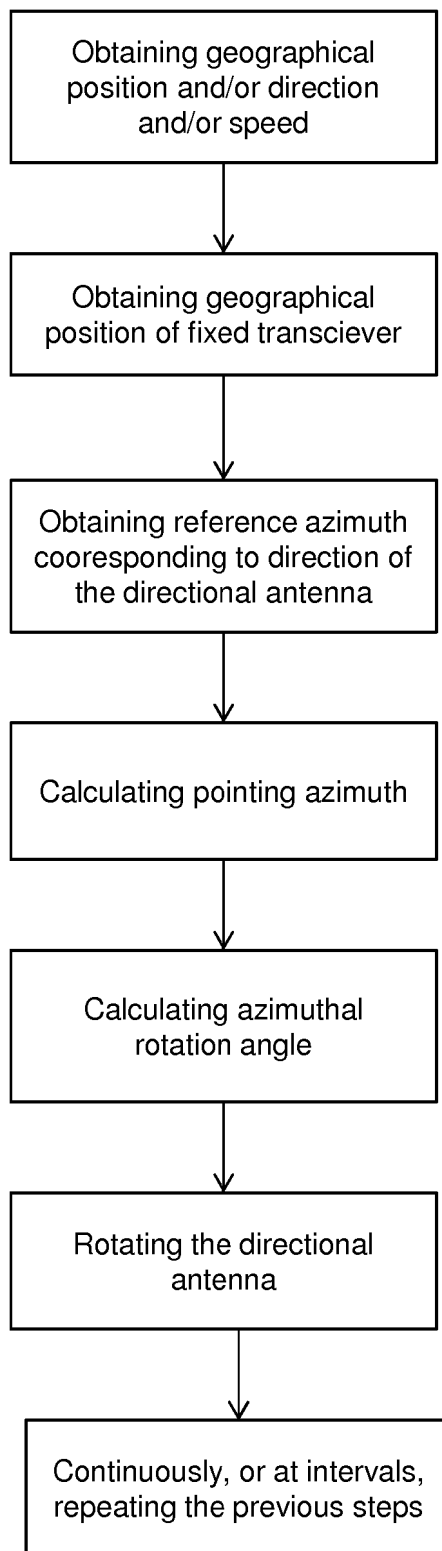 Obtaining geographical
position and/or direction
and/or speed
Obtaining geographical
position of fixed transciever
Obtaining reference azimuth
cooresponding to direction of
the directional antenna
Calculating pointing azimuth
Calculating azimuthal
rotation angle
Rotating the directional
antenna
Continuously, or at intervals,
repeating the previous steps